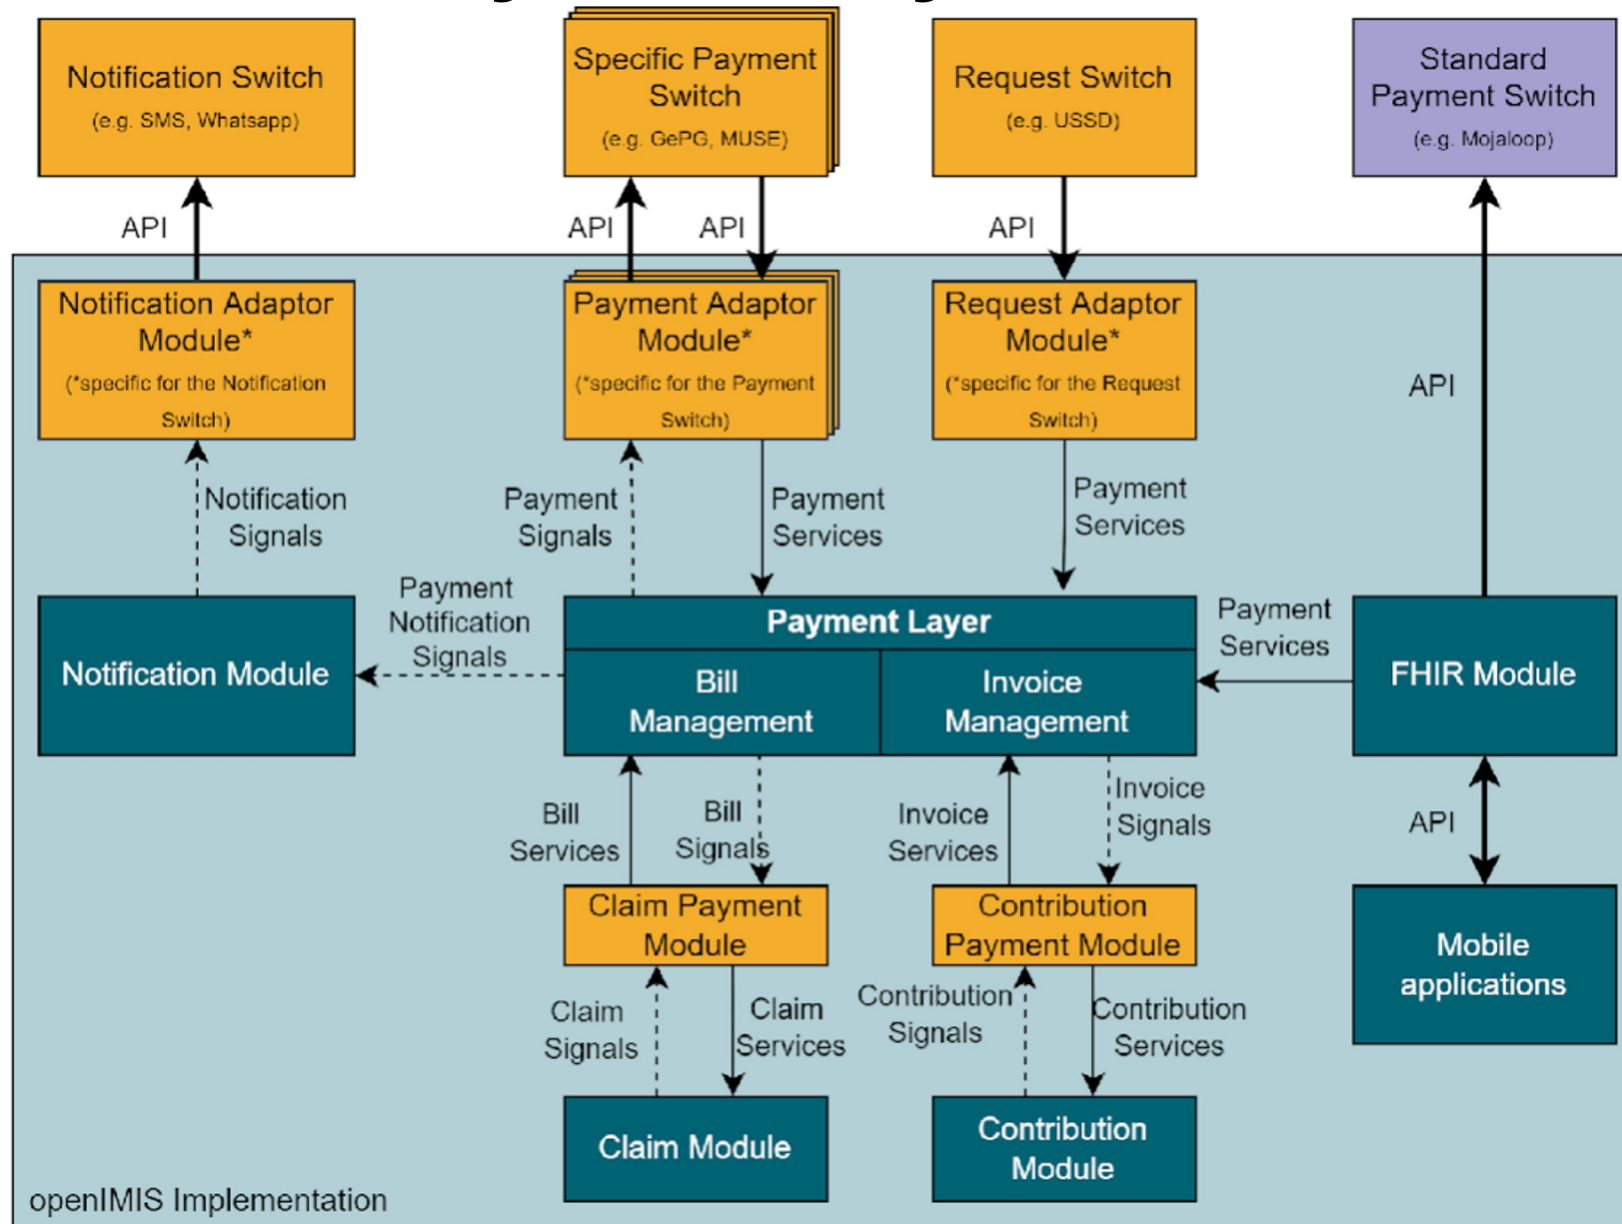 Notification Switch
(e.g. SMS, Whatsapp)
Specific Payment
Switch
(e.g. GePG, MUSE)
Request Switch
(e.g. USSD)
Standard
Payment Switch
(e.g. Mojaloop)
API
API
API
API
API
Notification Adaptor
Module*
(*specific for the Notification
Switch)
Payment Adaptor
Module*
(*specific for the Payment
Switch)
Request Adaptor
Module*
(*specific for the Request
Switch)
Notification
Signals
Payment
Signals
Payment
Services
Payment
Services
Payment
Notification
Signals
Payment
Services
Notification Module
Payment Layer
Bill
Management
Invoice
Management
FHIR Module
Bill
Services
Bill
Signals
Invoice
Services
Invoice
Signals
API
Claim Payment
Module
Contribution
Payment Module
Mobile
applications
Claim
Signals
Claim
Services
Contribution
Signals
Contribution
Services
Claim Module
Contribution
Module
openIMIS Implementation